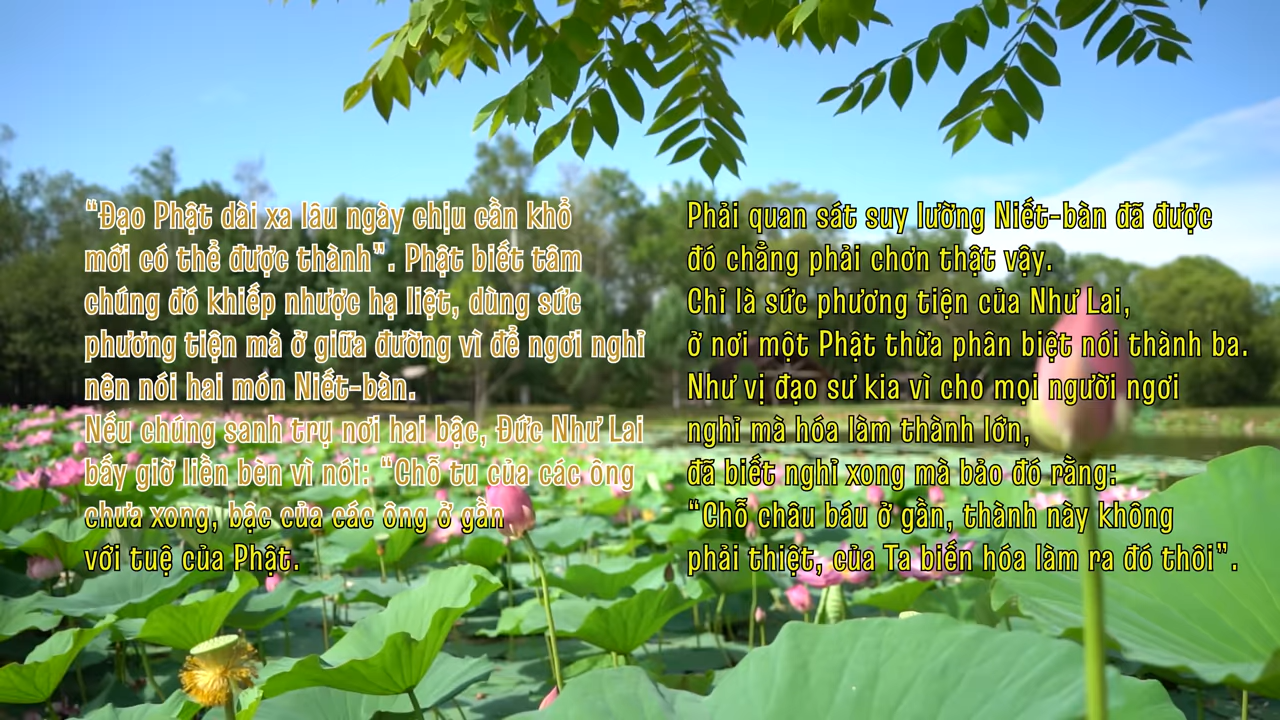 “Đạo Phật dài xa lâu ngày chịu cần khổ
mới có thể được thành”. Phật biết tâm
chúng đó khiếp nhược hạ liệt, dùng sức
phương tiện mà ở giữa đường vì để ngơi nghỉ
nên nói hai món Niết-bàn.
Nếu chúng sanh trụ nơi hai bậc, Đức Như Lai
bấy giờ liền bèn vì nói: “Chỗ tu của các ông
chưa xong, bậc của các ông ở gần
với tuệ của Phật.
Phải quan sát suy lường Niết-bàn đã được
đó chẳng phải chơn thật vậy.
Chỉ là sức phương tiện của Như Lai,
ở nơi một Phật thừa phân biệt nói thành ba.
Như vị đạo sư kia vì cho mọi người ngơi
nghỉ mà hóa làm thành lớn,
đã biết nghỉ xong mà bảo đó rằng:
“Chỗ châu báu ở gần, thành này không
phải thiệt, của Ta biến hóa làm ra đó thôi”.